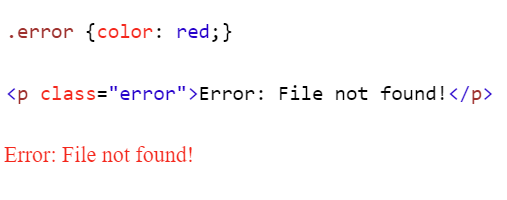 .error {color: red;}
<p class="error">Error: File not found!</p>
Error: File not found!